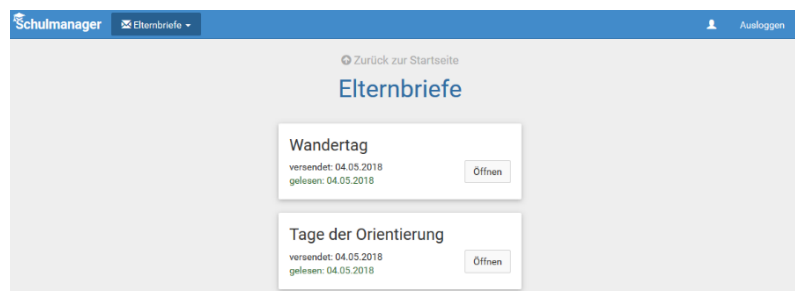 Schulmanager Elternbriefe Ausloggen
Zurück zur Startseite
Elternbriefe
Wandertag
versendet: 04.05.2018
gelesen: 04.05.2018
Öffnen
Tage der Orientierung
versendet: 04.05.2018
gelesen: 04.05.2018
Öffnen